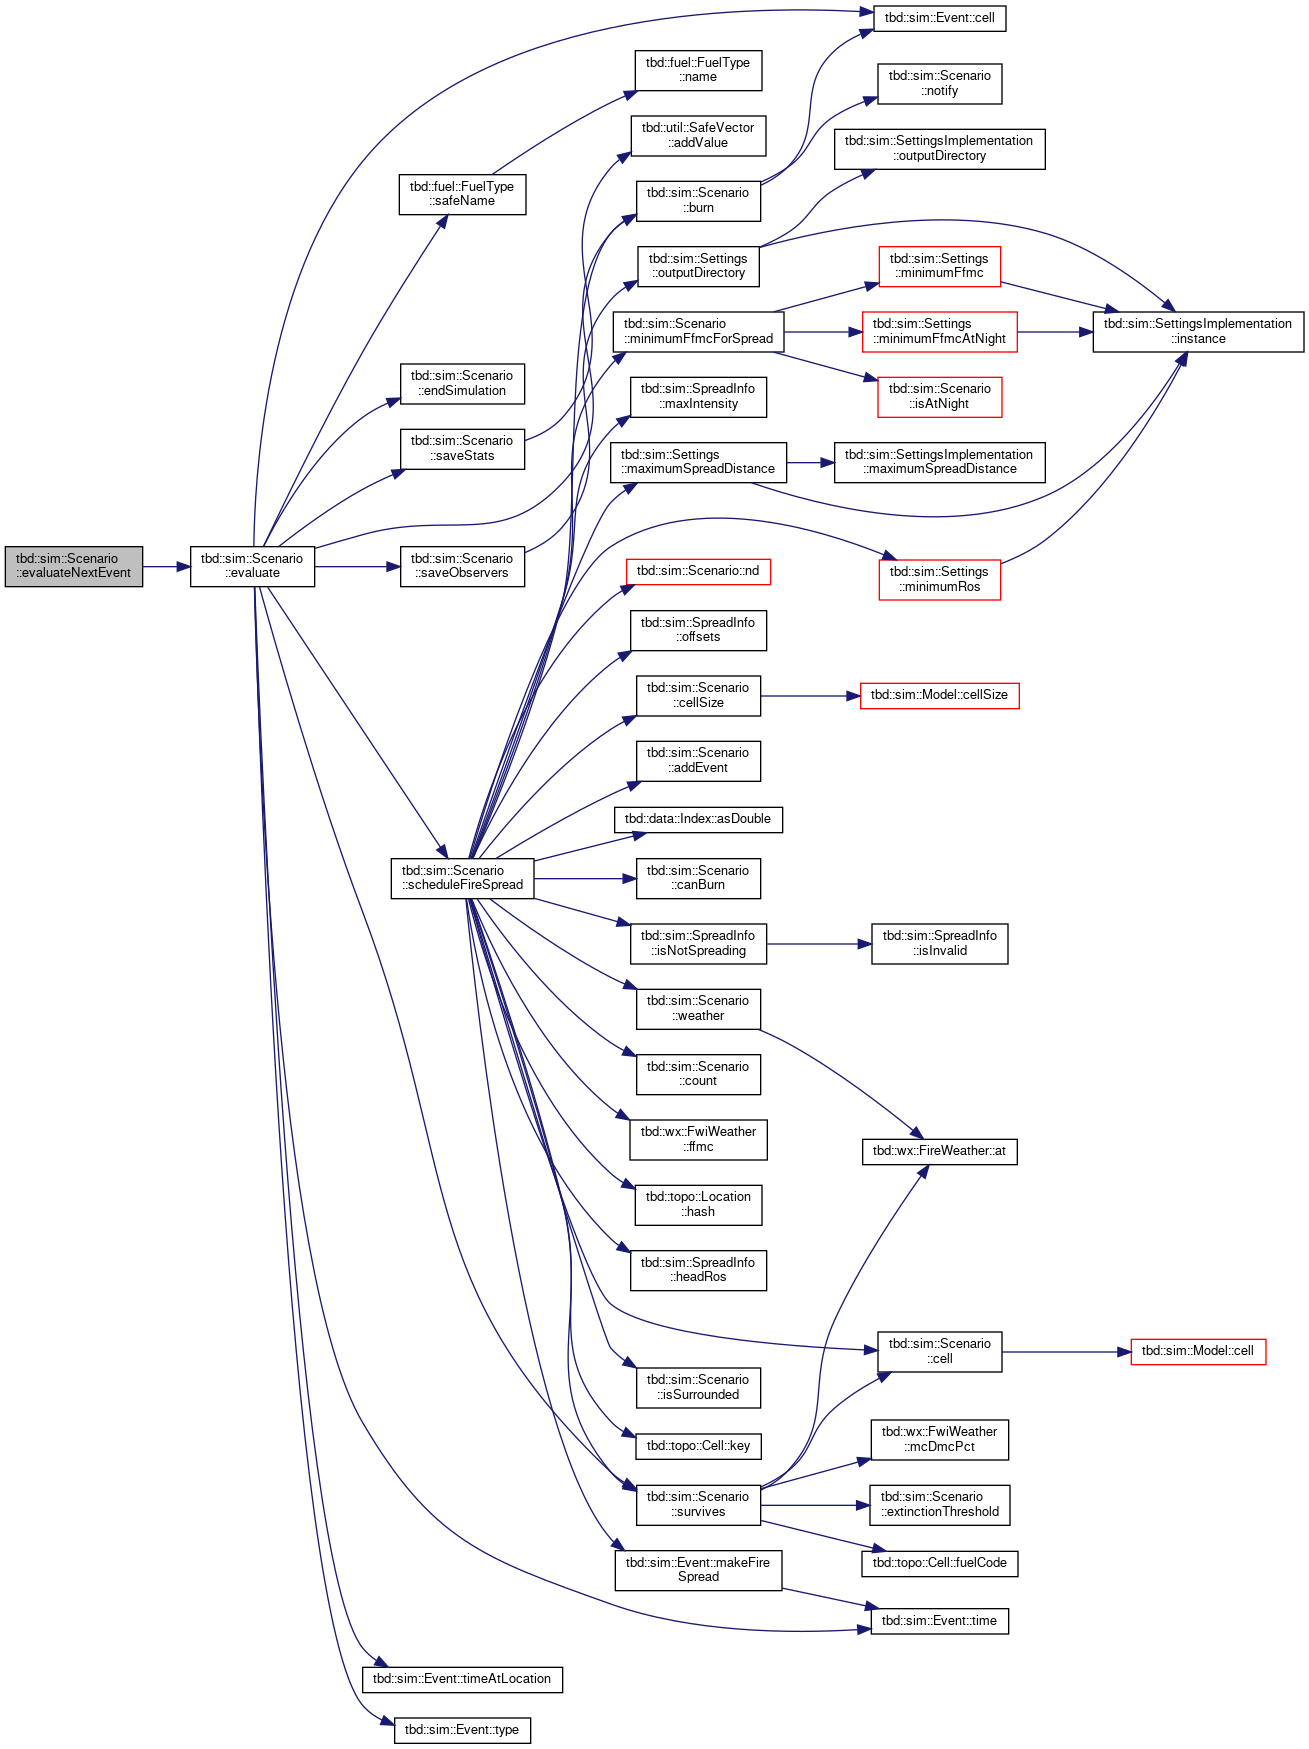 tbd::sim::Scenario
::evaluateNextEvent
tbd::sim::Scenario
::evaluate
tbd::sim::Event::cell
tbd::fuel::FuelType
::safeName
tbd::fuel::FuelType
::name
tbd::sim::Scenario
::endSimulation
tbd::sim::Scenario
::saveStats
tbd::sim::Scenario
::saveObservers
tbd::sim::Scenario
::scheduleFireSpread
tbd::sim::Event::timeAtLocation
tbd::sim::Event::type
tbd::util::SafeVector
::addValue
tbd::sim::Scenario
::burn
tbd::sim::Settings
::outputDirectory
tbd::sim::Scenario
::minimumFfmcForSpread
tbd::sim::SpreadInfo
::maxIntensity
tbd::sim::Settings
::maximumSpreadDistance
tbd::sim::Scenario::nd
tbd::sim::SpreadInfo
::offsets
tbd::sim::Scenario
::cellSize
tbd::sim::Scenario
::addEvent
tbd::data::Index::asDouble
tbd::sim::Scenario
::canBurn
tbd::sim::SpreadInfo
::isNotSpreading
tbd::sim::Scenario
::weather
tbd::sim::Scenario
::count
tbd::wx::FwiWeather
::ffmc
tbd::topo::Location
::hash
tbd::sim::SpreadInfo
::headRos
tbd::sim::Scenario
::isSurrounded
tbd::topo::Cell::key
tbd::sim::Scenario
::survives
tbd::sim::Event::makeFire
Spread
tbd::sim::Scenario
::notify
tbd::sim::SettingsImplementation
::outputDirectory
tbd::sim::Settings
::minimumFfmc
tbd::sim::Settings
::minimumFfmcAtNight
tbd::sim::Scenario
::isAtNight
tbd::sim::SettingsImplementation
::maximumSpreadDistance
tbd::sim::Settings
::minimumRos
tbd::sim::Model::cellSize
tbd::sim::SpreadInfo
::isInvalid
tbd::wx::FireWeather::at
tbd::sim::Scenario
::cell
tbd::wx::FwiWeather
::mcDmcPct
tbd::sim::Scenario
::extinctionThreshold
tbd::topo::Cell::fuelCode
tbd::sim::Event::time
tbd::sim::SettingsImplementation
::instance
tbd::sim::Model::cell